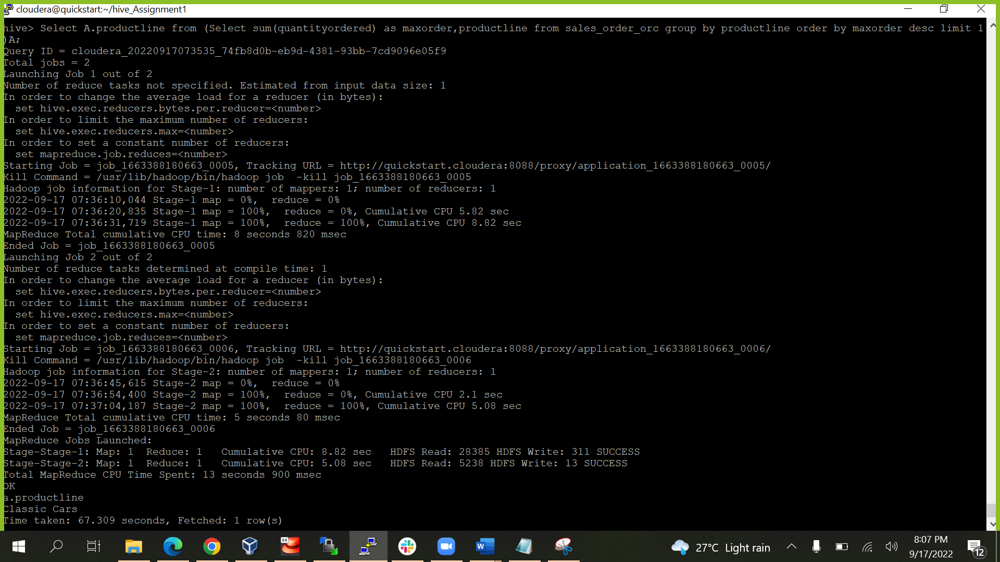 cloudera@quickstart:~/hive_Assignment1
hive> Select A.productline from (Select sum(quantityordered) as maxorder,productline from sales_order_orc group by productline order by maxorder desc limit 1
)A;
Query ID = cloudera_20220917073535_74fb8d0b-eb9d-4381-93bb-7cd9096e05f9
Total jobs = 2
Launching Job 1 out of 2
Number of reduce tasks not specified. Estimated from input data size: 1
In order to change the average load for a reducer (in bytes):
  set hive.exec.reducers.bytes.per.reducer=<number>
In order to limit the maximum number of reducers:
  set hive.exec.reducers.max=<number>
In order to set a constant number of reducers:
  set mapreduce.job.reduces=<number>
Starting Job = job_1663388180663_0005, Tracking URL = http://quickstart.cloudera:8088/proxy/application_1663388180663_0005/
Kill Command = /usr/lib/hadoop/bin/hadoop job  -kill job_1663388180663_0005
Hadoop job information for Stage-1: number of mappers: 1; number of reducers: 1
2022-09-17 07:36:10,044 Stage-1 map = 0%,  reduce = 0%
2022-09-17 07:36:20,835 Stage-1 map = 100%,  reduce = 0%, Cumulative CPU 5.82 sec
2022-09-17 07:36:31,719 Stage-1 map = 100%,  reduce = 100%, Cumulative CPU 8.82 sec
MapReduce Total cumulative CPU time: 8 seconds 820 msec
Ended Job = job_1663388180663_0005
Launching Job 2 out of 2
Number of reduce tasks determined at compile time: 1
In order to change the average load for a reducer (in bytes):
  set hive.exec.reducers.bytes.per.reducer=<number>
In order to limit the maximum number of reducers:
  set hive.exec.reducers.max=<number>
In order to set a constant number of reducers:
  set mapreduce.job.reduces=<number>
Starting Job = job_1663388180663_0006, Tracking URL = http://quickstart.cloudera:8088/proxy/application_1663388180663_0006/
Kill Command = /usr/lib/hadoop/bin/hadoop job  -kill job_1663388180663_0006
Hadoop job information for Stage-2: number of mappers: 1; number of reducers: 1
2022-09-17 07:36:45,615 Stage-2 map = 0%,  reduce = 0%
2022-09-17 07:36:54,400 Stage-2 map = 100%,  reduce = 0%, Cumulative CPU 2.1 sec
2022-09-17 07:37:04,187 Stage-2 map = 100%,  reduce = 100%, Cumulative CPU 5.08 sec
MapReduce Total cumulative CPU time: 5 seconds 80 msec
Ended Job = job_1663388180663_0006
MapReduce Jobs Launched:
Stage-Stage-1: Map: 1  Reduce: 1   Cumulative CPU: 8.82 sec   HDFS Read: 28385 HDFS Write: 311 SUCCESS
Stage-Stage-2: Map: 1  Reduce: 1   Cumulative CPU: 5.08 sec   HDFS Read: 5238 HDFS Write: 13 SUCCESS
Total MapReduce CPU Time Spent: 13 seconds 900 msec
OK
a.productline
Classic Cars
Time taken: 67.309 seconds, Fetched: 1 row(s)
64
W
27°C Light rain
8:07 PM
9/17/2022
12